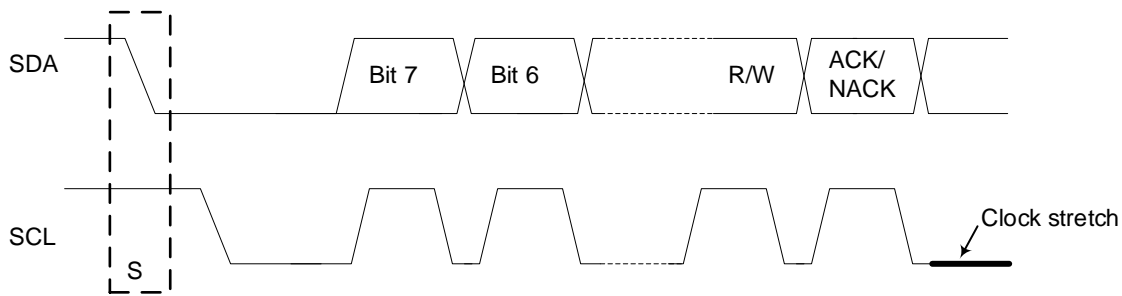 SDA
Bit 7
Bit 6
R/W
ACK/
NACK
SCL
Clock stretch
S